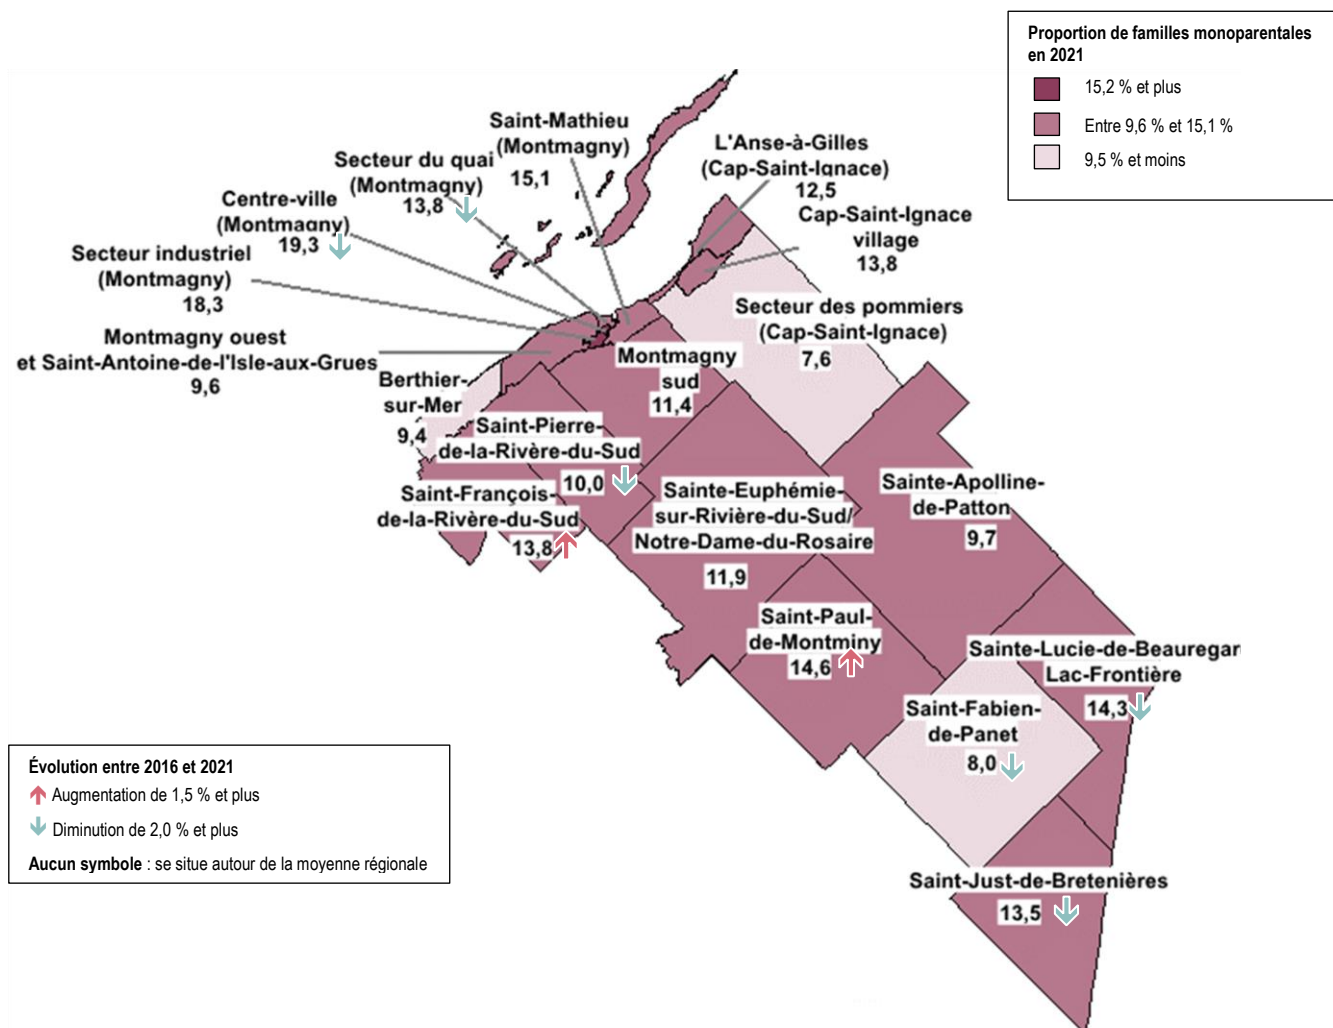 Proportion de familles monoparentales
en 2021
15,2 % et plus
Entre 9,6 % et 15,1 %
9,5 % et moins
Saint-Mathieu
(Montmagny)
15,1
L'Anse-à-Gilles
(Cap-Saint-Ignace)
12,5
Secteur du quai
(Montmagny)
13,8
Centre-ville
(Montmagny)
19,3
Cap-Saint-Ignace
village
13,8
Secteur industriel
(Montmagny)
18,3
Secteur des pommiers
(Cap-Saint-Ignace)
7,6
Montmagny ouest
et Saint-Antoine-de-l'Isle-aux-Grues
9,6
Montmagny
sud
11,4
Berthier-
sur-Mer
9,4
Saint-Pierre-
de-la-Rivère-du-Sud
10,0
Saint-François-
de-la-Rivère-du-Sud
13,8
Sainte-Euphémie-
sur-Rivière-du-Sud/
Notre-Dame-du-Rosaire
11,9
Sainte-Apolline-
de-Patton
9,7
Saint-Paul-
de-Montminy
14,6
Sainte-Lucie-de-Beauregar
Lac-Frontière
14,3
Saint-Fabien-
de-Panet
8,0
Saint-Just-de-Bretenières
13,5
Évolution entre 2016 et 2021
Augmentation de 1,5 % et plus
Diminution de 2,0 % et plus
Aucun symbole : se situe autour de la moyenne régionale